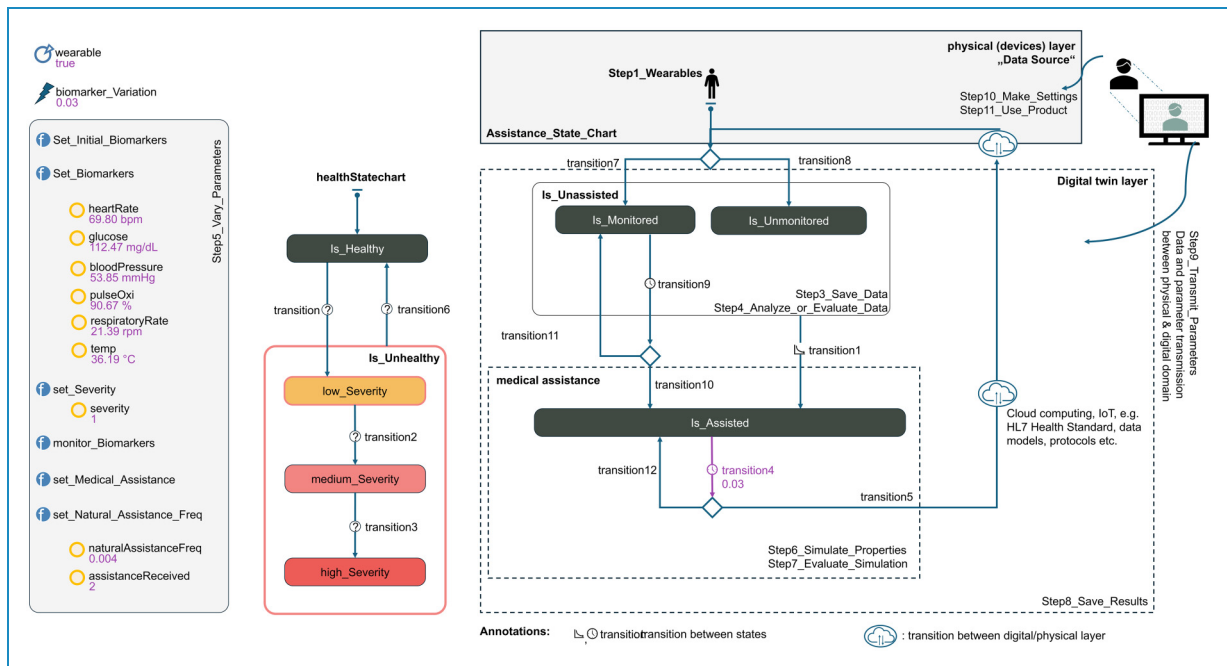 wearable
true
biomarker_Variation
0.03
Set_Initial_Biomarkers
Set_Biomarkers
heartRate
69.80 bpm
glucose
112.47 mg/dL
bloodPressure
53.85 mmHg
pulseOxi
90.67 %
respiratoryRate
21.39 rpm
temp
36.19 °C
set_Severity
severity
1
monitor_Biomarkers
set_Medical_Assistance
set_Natural_Assistance_Freq
naturalAssistanceFreq
0.004
assistanceReceived
2
Step5_Vary_Parameters
healthStatechart
Is_Healthy
transition
transition6
Is_Unhealthy
low_Severity
transition2
medium_Severity
transition3
high_Severity
physical (devices) layer
„Data Source“
Step1_Wearables
Step10_Make_Settings
Step11_Use_Product
Assistance_State_Chart
transition7
transition8
Digital twin layer
Is_Unassisted
Is_Monitored
Is_Unmonitored
transition9
Step3_Save_Data
Step4_Analyze_or_Evaluate_Data
transition11
transition1
medical assistance
transition10
Is_Assisted
transition12
transition4
0.03
transition5
Step6_Simulate_Properties
Step7_Evaluate_Simulation
Step8_Save_Results
Cloud computing, IoT, e.g.
HL7 Health Standard, data
models, protocols etc.
Step9_Transmit_Parameters
Data and parameter transmission
between physical & digital domain
Annotations:
, transition transition between states
: transition between digital/physical layer